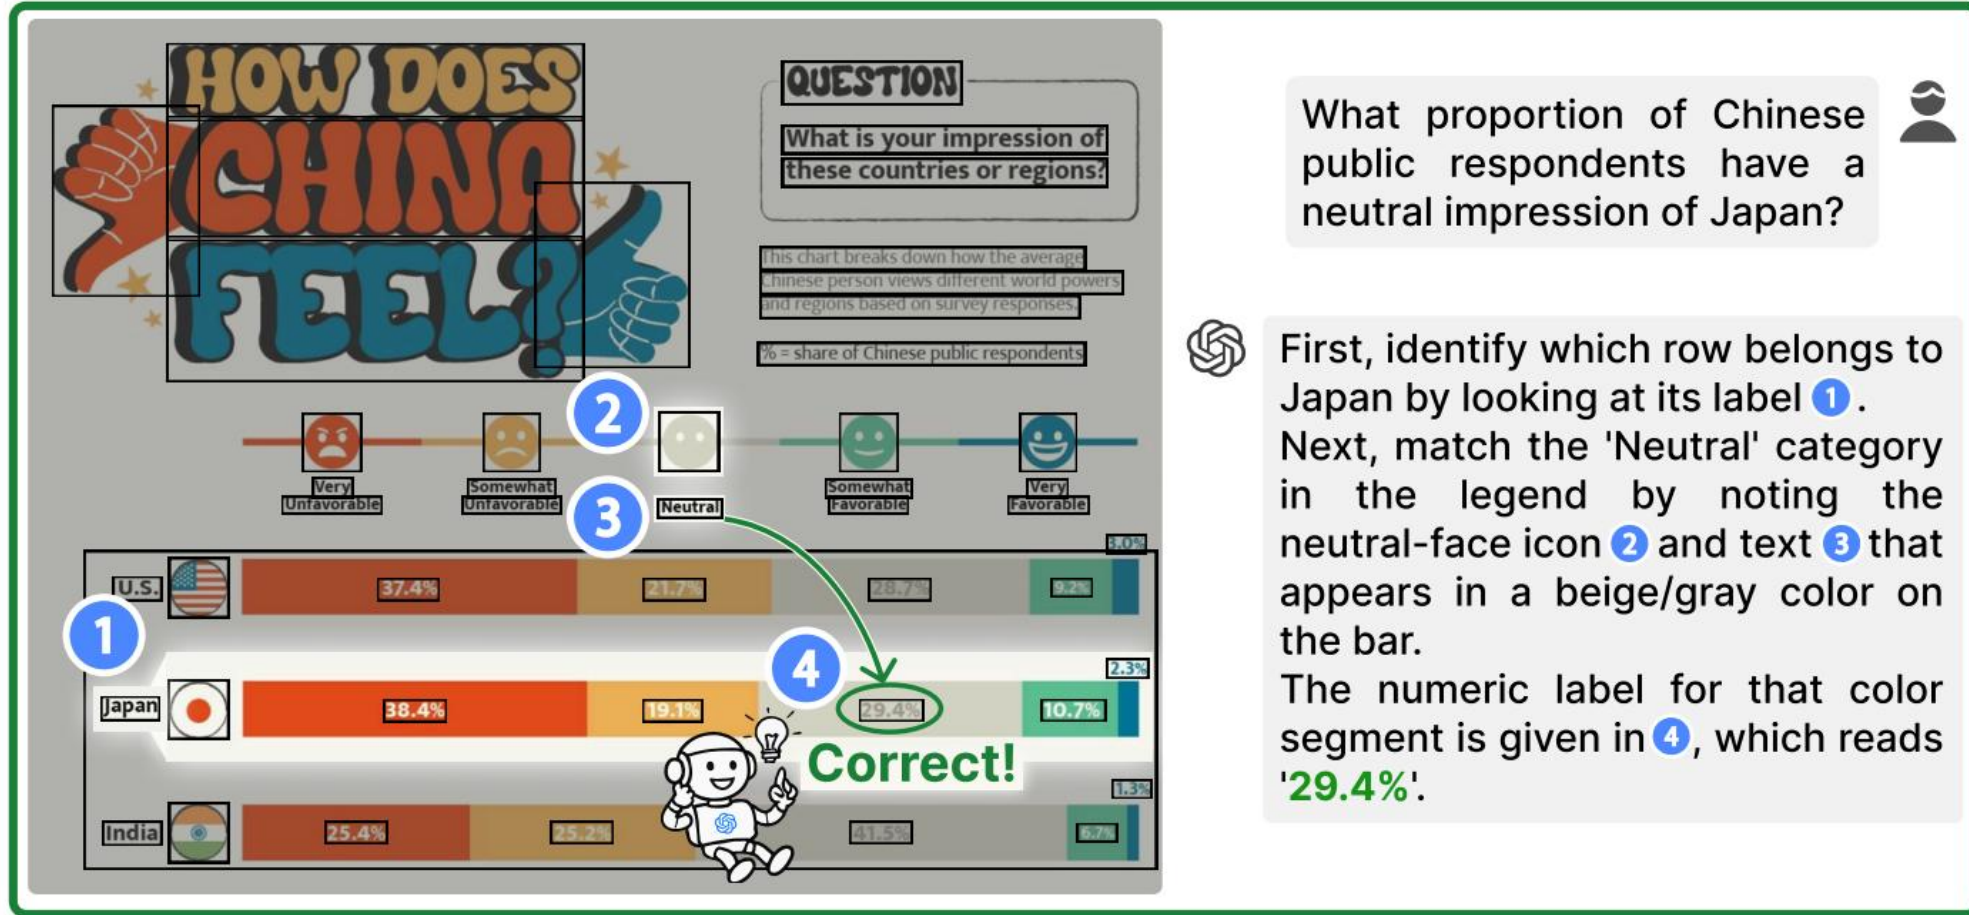 HOW DOES
CHINA
FEEL?
QUESTION
What is your impression of
these countries or regions?
This chart breaks down how the average
Chinese person views different world powers
and regions based on survey responses.
% = share of Chinese public respondents
2
3
Very
Unfavorable
Somewhat
Unfavorable
Neutral
Somewhat
Favorable
Very
Favorable
3.0%
U.S.
37.4%
21.7%
28.7%
9.2%
1
4
2.3%
Japan
38.4%
19.1%
29.4%
10.7%
Correct!
1.3%
India
25.4%
25.2%
41.5%
6.7%
What proportion of Chinese
public respondents have a
neutral impression of Japan?
First, identify which row belongs to
Japan by looking at its label 1 .
Next, match the 'Neutral' category
in the legend by noting the
neutral-face icon 2 and text 3 that
appears in a beige/gray color on
the bar.
The numeric label for that color
segment is given in 4, which reads
'29.4%'.